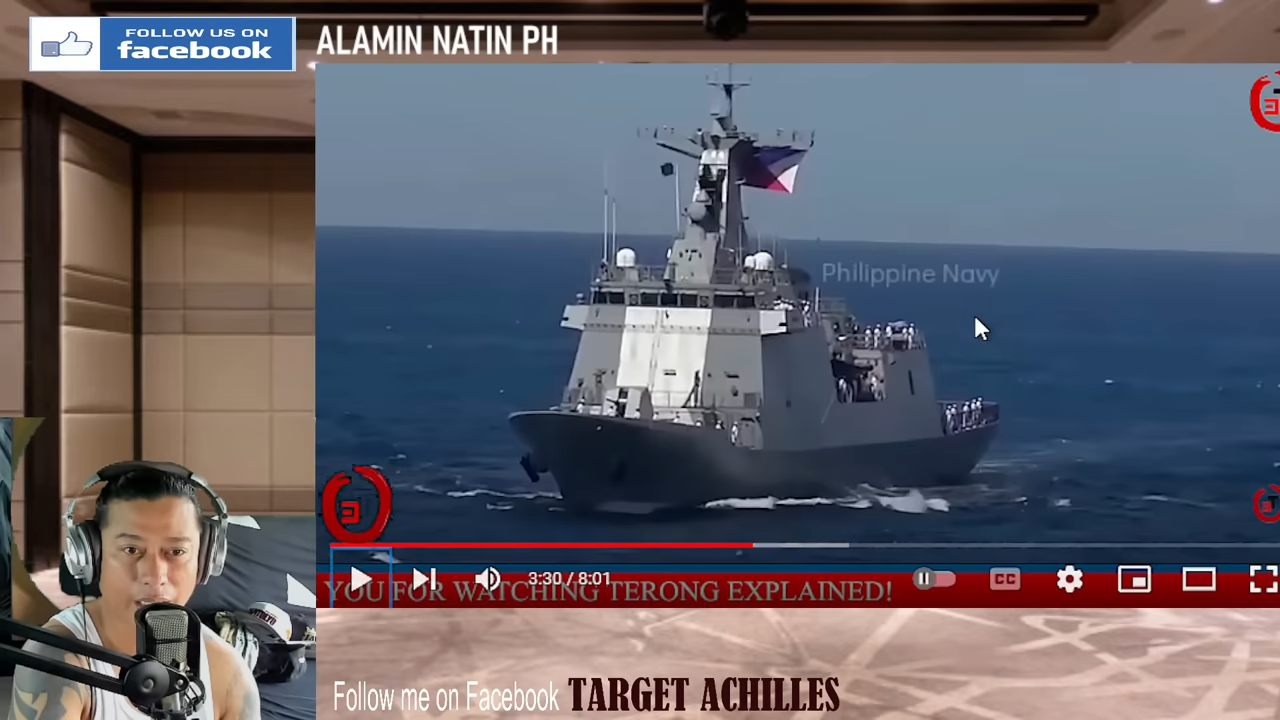 FOLLOW US ON
facebook
ALAMIN NATIN PH
Philippine Navy
3:30 / 8:01
CC
YOU FOR WATCHING TERONG EXPLAINED!
Follow me on Facebook TARGET ACHILLES